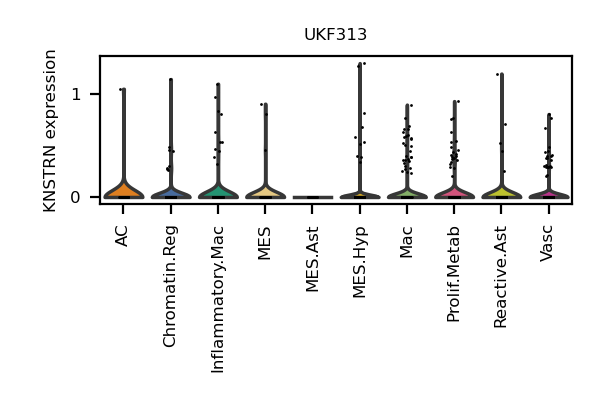 UKF313
KNSTRN expression
1
0
AC
Chromatin.Reg
Inflammatory.Mac
MES
MES.Ast
MES.Hyp
Mac
Prolif.Metab
Reactive.Ast
Vasc